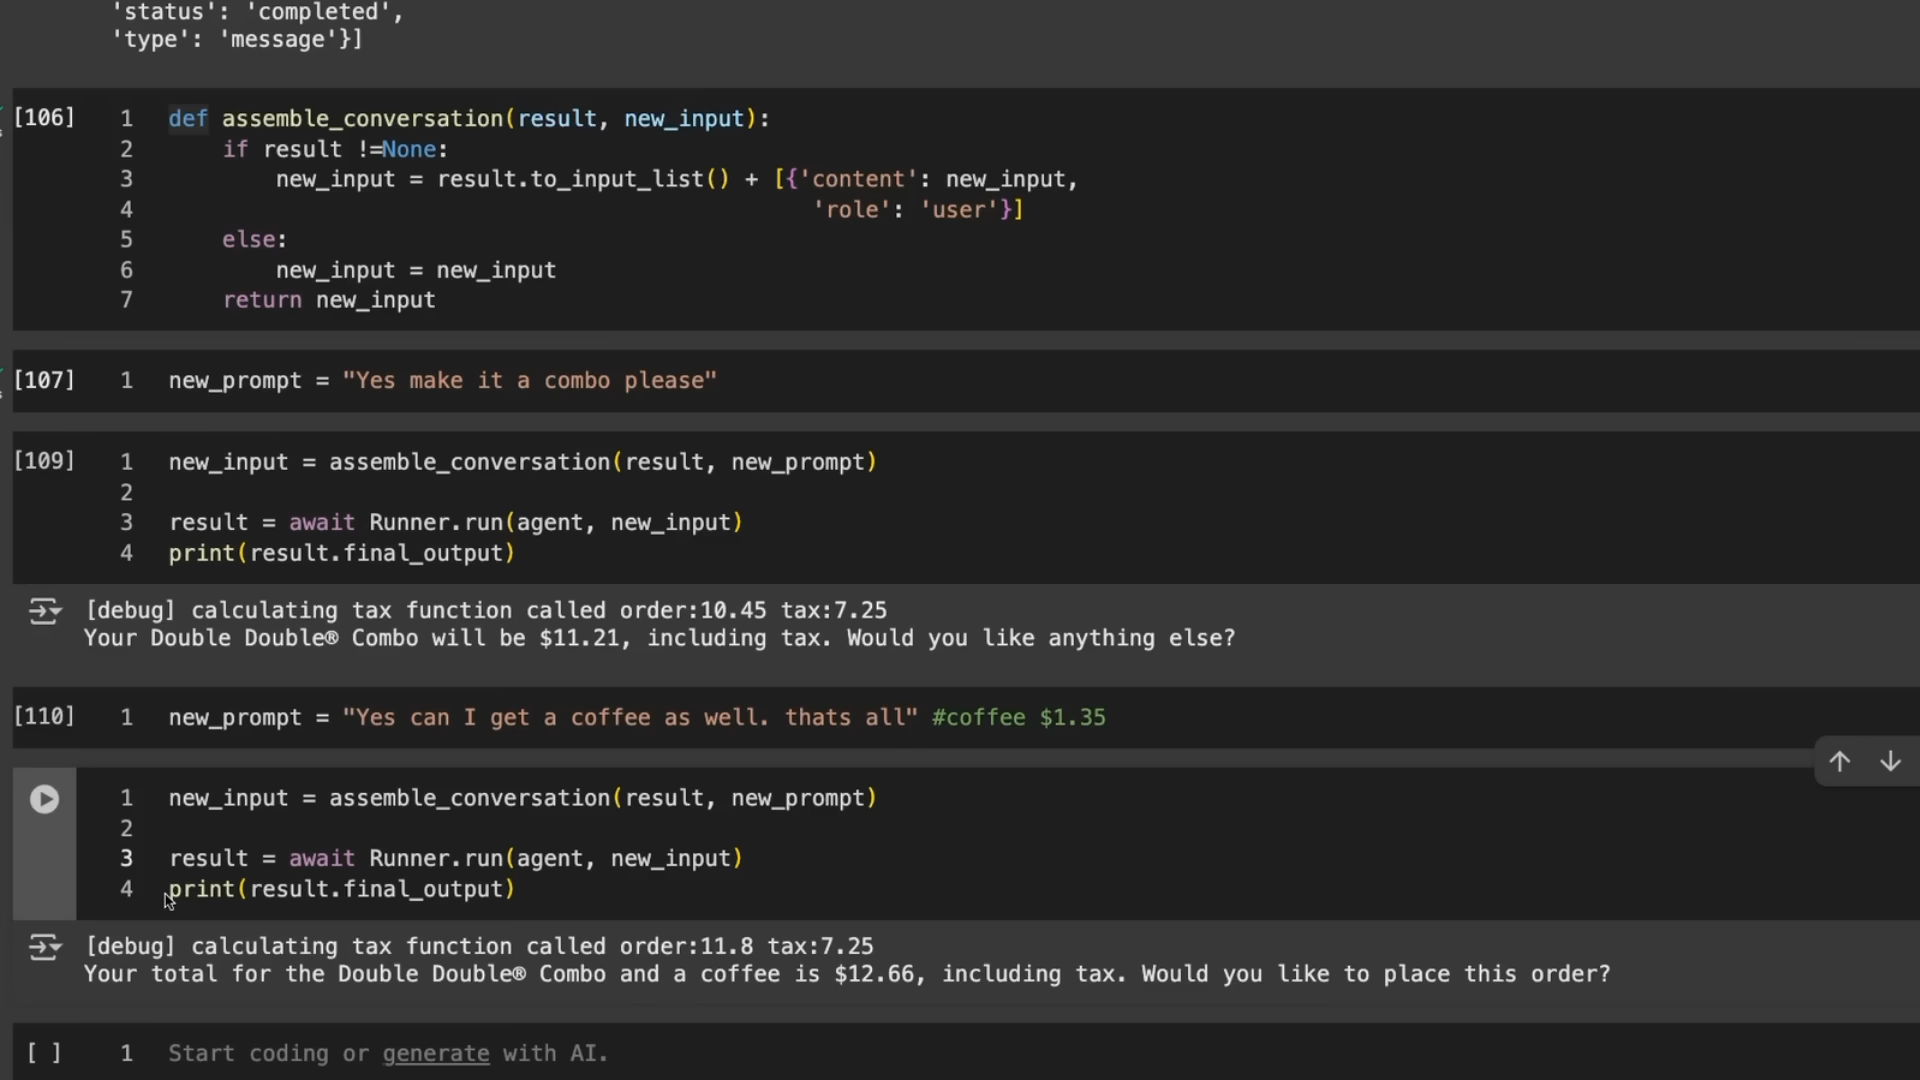 'status': 'completed',
'type': 'message'}]
[106] 1 def assemble_conversation(result, new_input):
2 if result !=None:
3 new_input = result.to_input_list() + [{'content': new_input,
4 'role': 'user'}]
5 else:
6 new_input = new_input
7 return new_input
[107] 1 new_prompt = "Yes make it a combo please"
[109] 1 new_input = assemble_conversation(result, new_prompt)
2
3 result = await Runner.run(agent, new_input)
4 print(result.final_output)
[debug] calculating tax function called order:10.45 tax:7.25
Your Double Double® Combo will be $11.21, including tax. Would you like anything else?
[110] 1 new_prompt = "Yes can I get a coffee as well. thats all" #coffee $1.35
1 new_input = assemble_conversation(result, new_prompt)
2
3 result = await Runner.run(agent, new_input)
4 print(result.final_output)
[debug] calculating tax function called order:11.8 tax:7.25
Your total for the Double Double® Combo and a coffee is $12.66, including tax. Would you like to place this order?
[ ] 1 Start coding or generate with AI.